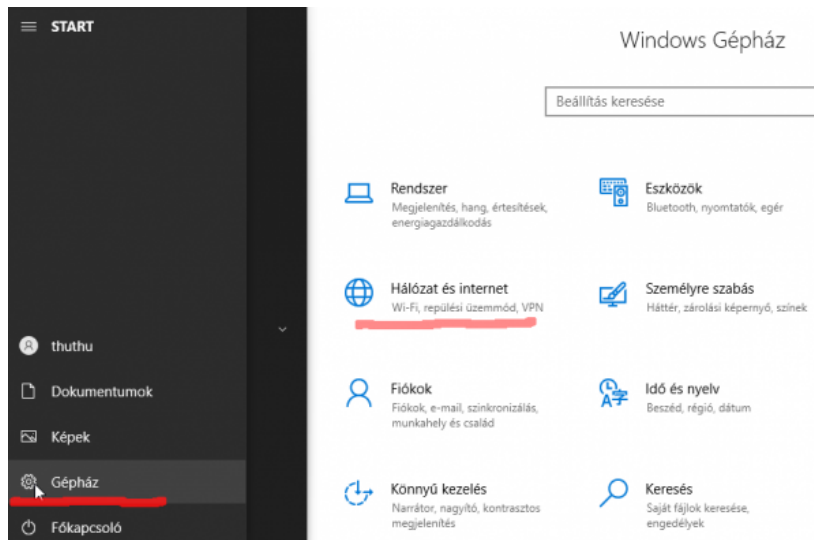 START
thuthu
Dokumentumok
Képek
Gépház
Főkapcsoló
Windows Gépház
Beállítás keresése
Rendszer
Megjelenítés, hang, értesítések,
energiagazdálkodás
Eszközök
Bluetooth, nyomtatók, egér
Hálózat és internet
Wi-Fi, repülési üzemmód, VPN
Személyre szabás
Háttér, zárolási képernyő, színek
Fiókok
Fiókok, e-mail, szinkronizálás,
munkahely és család
Idő és nyelv
Beszéd, régió, dátum
Könnyű kezelés
Narrátor, nagyító, kontrasztos
megjelenítés
Keresés
Saját fájlok keresése,
engedélyek